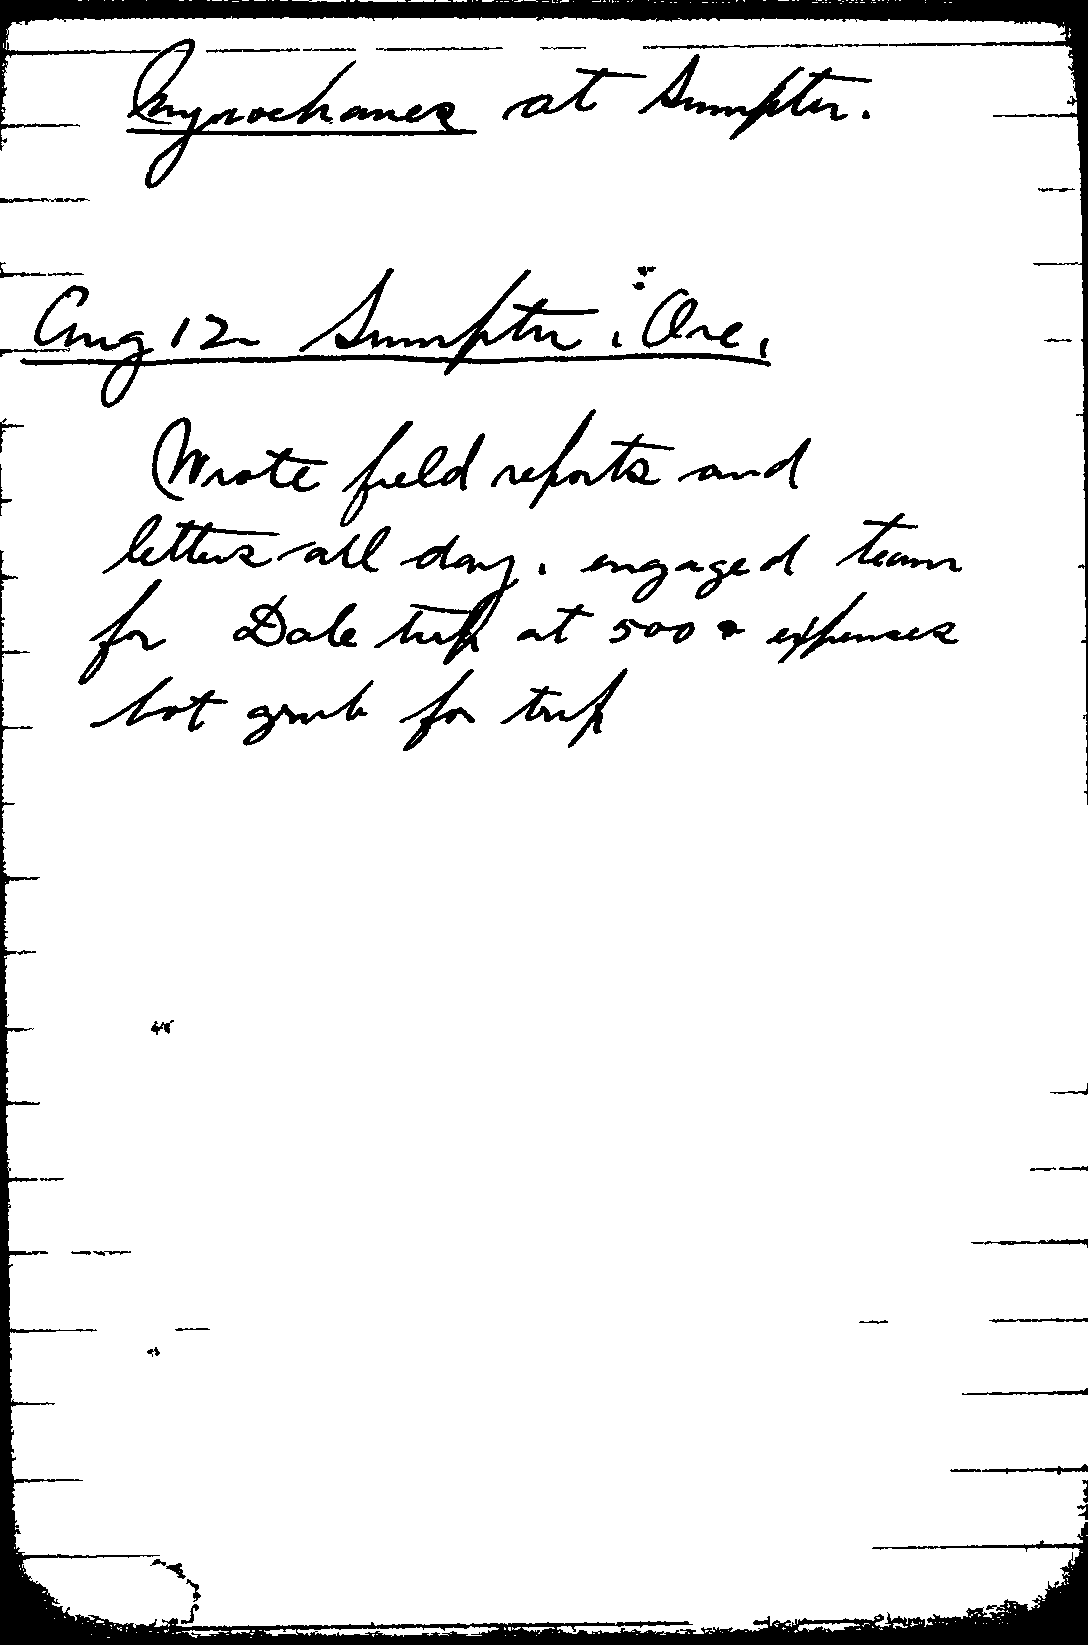 Oxyrochares at Sumpter.
Aug 12 Sumpter, Ore,
Wrote field reports and
letters all day. engaged team
for Dale trip at 500 & expenses
bot grub for trip